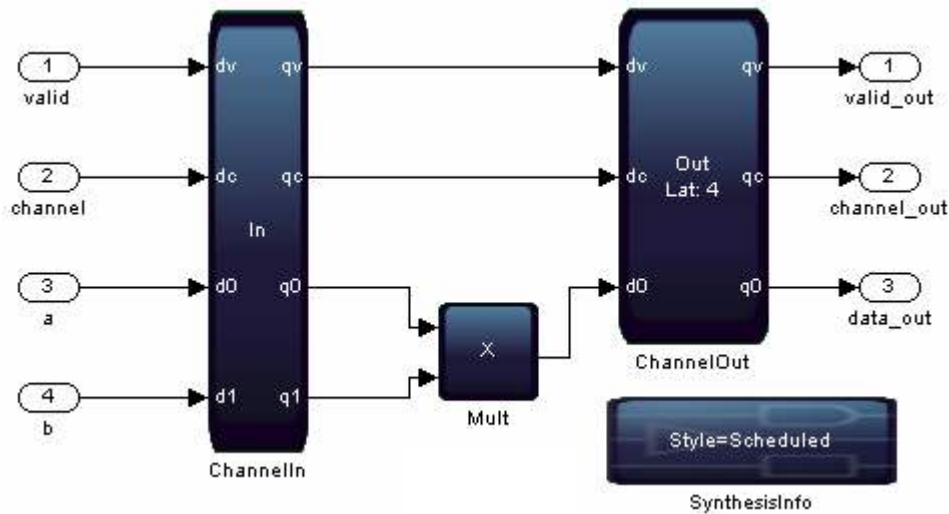 1
valid
2
channel
3
a
4
b
dv
qv
dc
qc
In
d0
q0
d1
q1
ChannelIn
X
Mult
dv
qv
Out
dc
qc
Lat: 4
d0
q0
ChannelOut
1
valid_out
2
channel_out
3
data_out
Style=Scheduled
SynthesisInfo